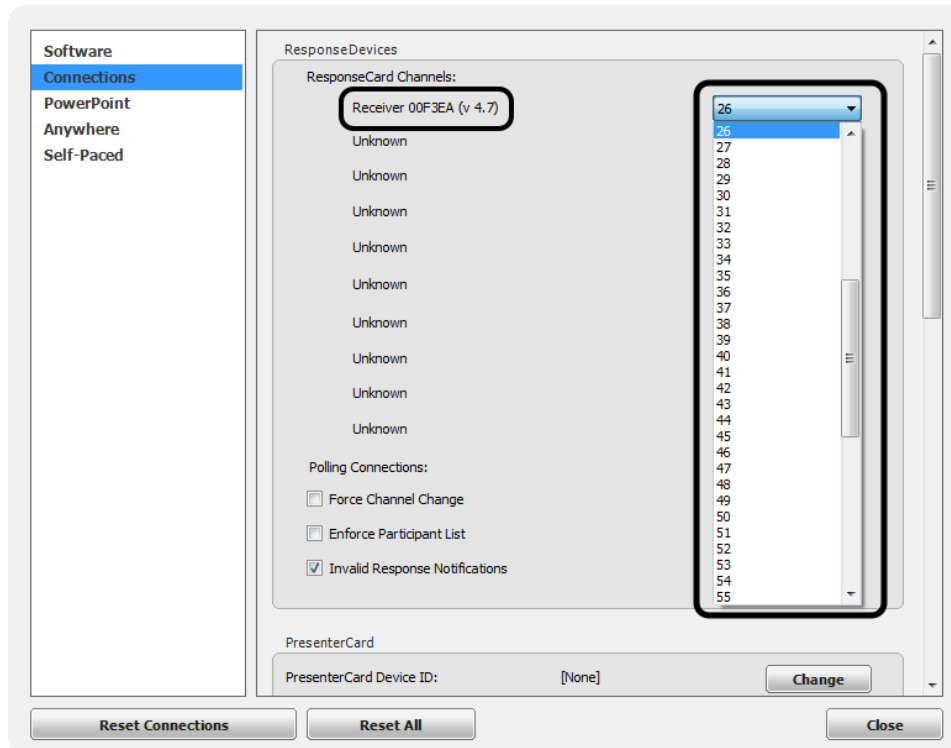 Software
Connections
PowerPoint
Anywhere
Self-Paced
ResponseDevices
ResponseCard Channels:
Receiver 00F3EA (v 4.7)
26
Unknown
Unknown
Unknown
Unknown
Unknown
Unknown
Unknown
Unknown
Unknown
26
27
28
29
30
31
32
33
34
35
36
37
38
39
40
41
42
43
44
45
46
47
48
49
50
51
52
53
54
55
Polling Connections:
Force Channel Change
Enforce Participant List
Invalid Response Notifications
PresenterCard
PresenterCard Device ID: [None] Change
Reset Connections Reset All Close